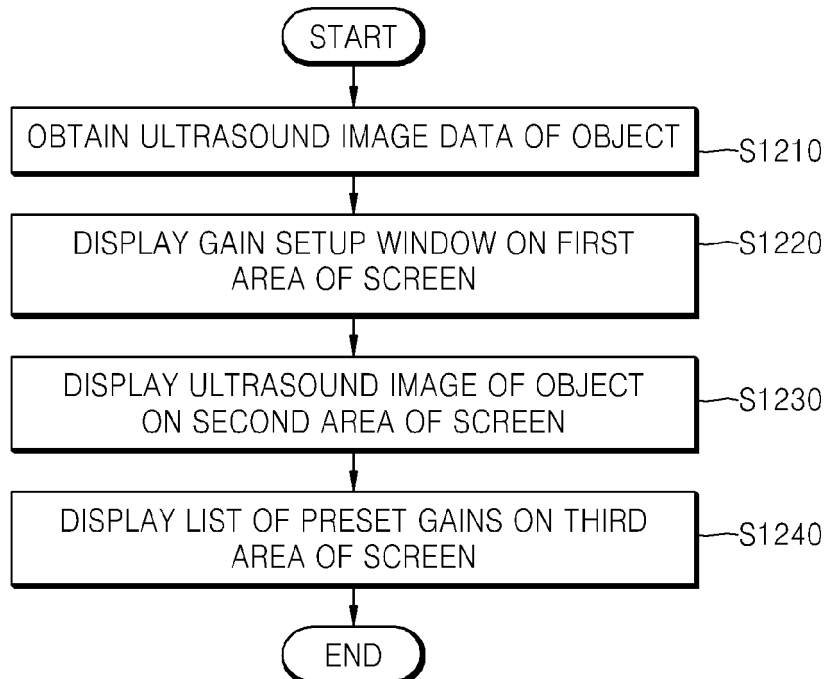 START
OBTAIN ULTRASOUND IMAGE DATA OF OBJECT
S1210
DISPLAY GAIN SETUP WINDOW ON FIRST
AREA OF SCREEN
S1220
DISPLAY ULTRASOUND IMAGE OF OBJECT
ON SECOND AREA OF SCREEN
S1230
DISPLAY LIST OF PRESET GAINS ON THIRD
AREA OF SCREEN
S1240
END